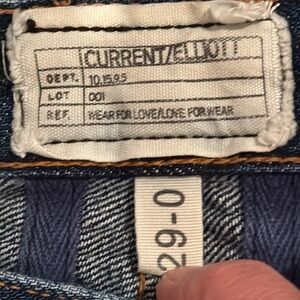 CURRENT/ELLIOTT
DEPT. 10.15.9.5
LOT 001
REF. WEAR FOR LOVE/LOVE FOR WEAR
29-0